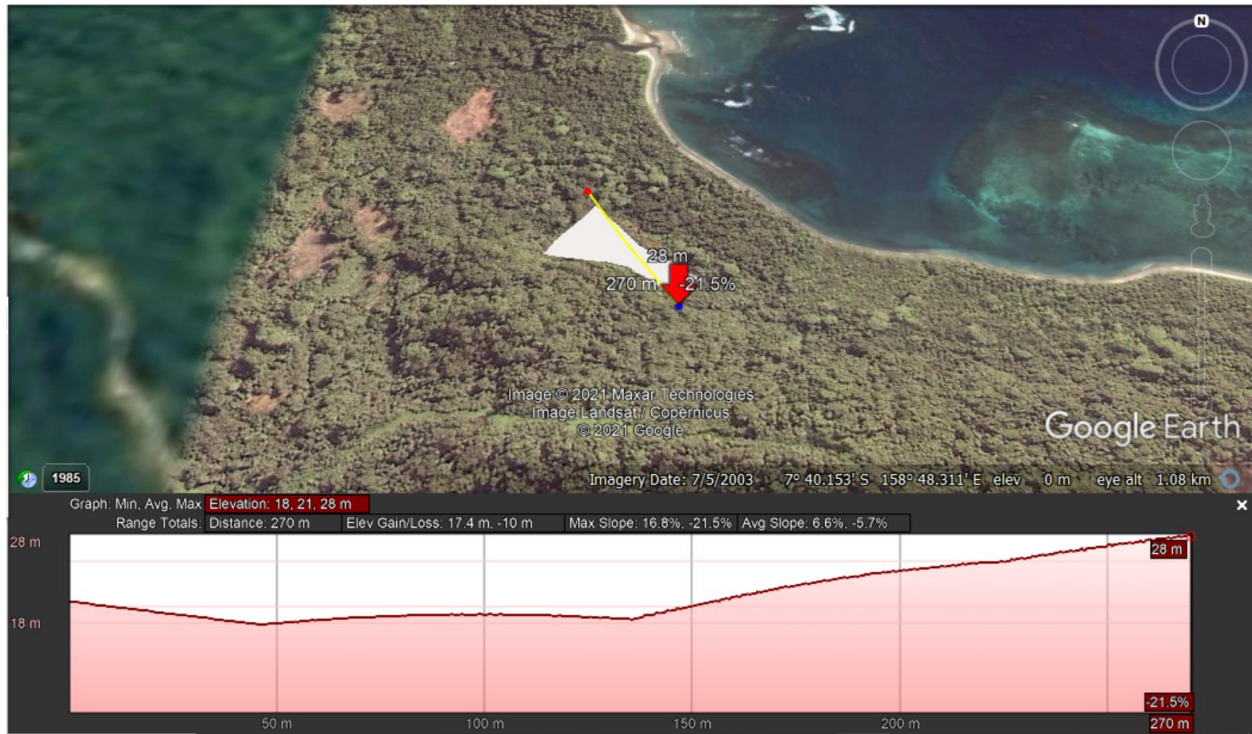 N
28 m
270 m -21.5%
Image © 2021 Maxar Technologies
Image Landsat / Copernicus
© 2021 Google
Google Earth
1985
Imagery Date: 7/5/2003 7° 40.153' S 158° 48.311' E elev 0 m eye alt 1.08 km
Graph: Min, Avg, Max Elevation: 18, 21, 28 m
Range Totals: Distance: 270 m Elev Gain/Loss: 17.4 m, -10 m Max Slope: 16.8%, -21.5% Avg Slope: 6.6%, -5.7%
28 m
28 m
18 m
-21.5%
50 m 100 m 150 m 200 m 270 m